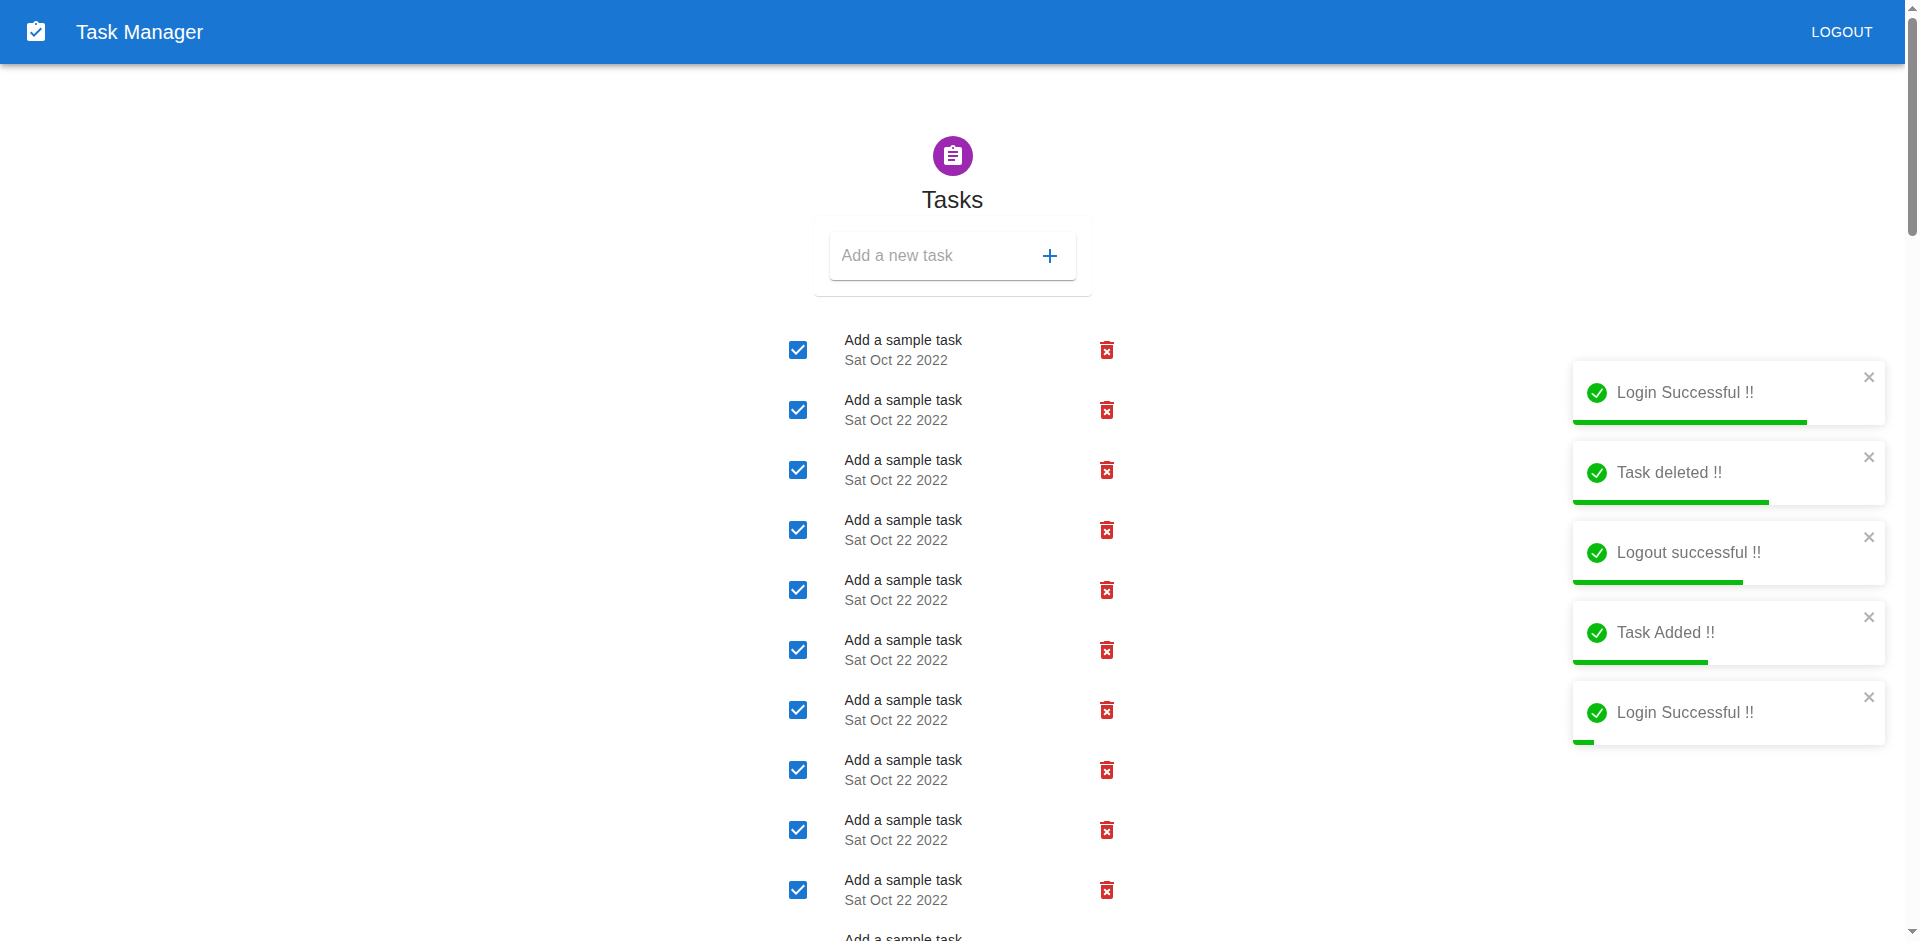 Task Manager
LOGOUT
Tasks
Add a new task
Add a sample task
Sat Oct 22 2022
Add a sample task
Sat Oct 22 2022
Add a sample task
Sat Oct 22 2022
Add a sample task
Sat Oct 22 2022
Add a sample task
Sat Oct 22 2022
Add a sample task
Sat Oct 22 2022
Add a sample task
Sat Oct 22 2022
Add a sample task
Sat Oct 22 2022
Add a sample task
Sat Oct 22 2022
Add a sample task
Sat Oct 22 2022
Add a sample task
Login Successful !!
Task deleted !!
Logout successful !!
Task Added !!
Login Successful !!